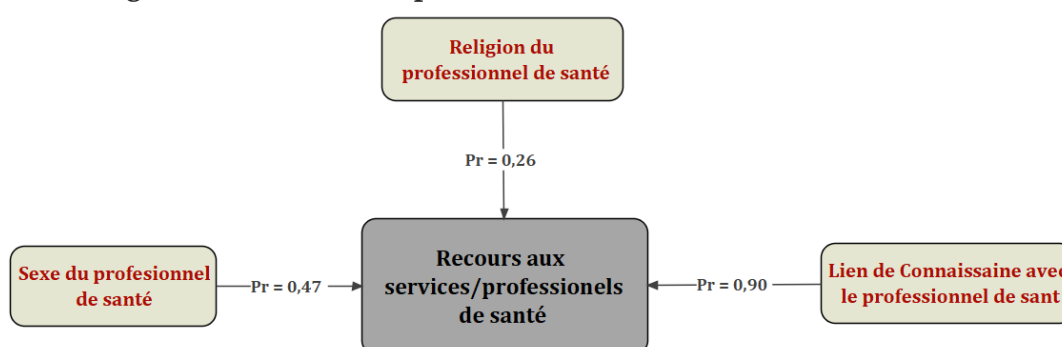 Religion du
professionnel de santé
Pr = 0,26
Sexe du profesionnel
de santé
Pr = 0,47
Recours aux
services/professionels
de santé
Pr = 0,90
Lien de Connaissaine avec
le professionnel de sant